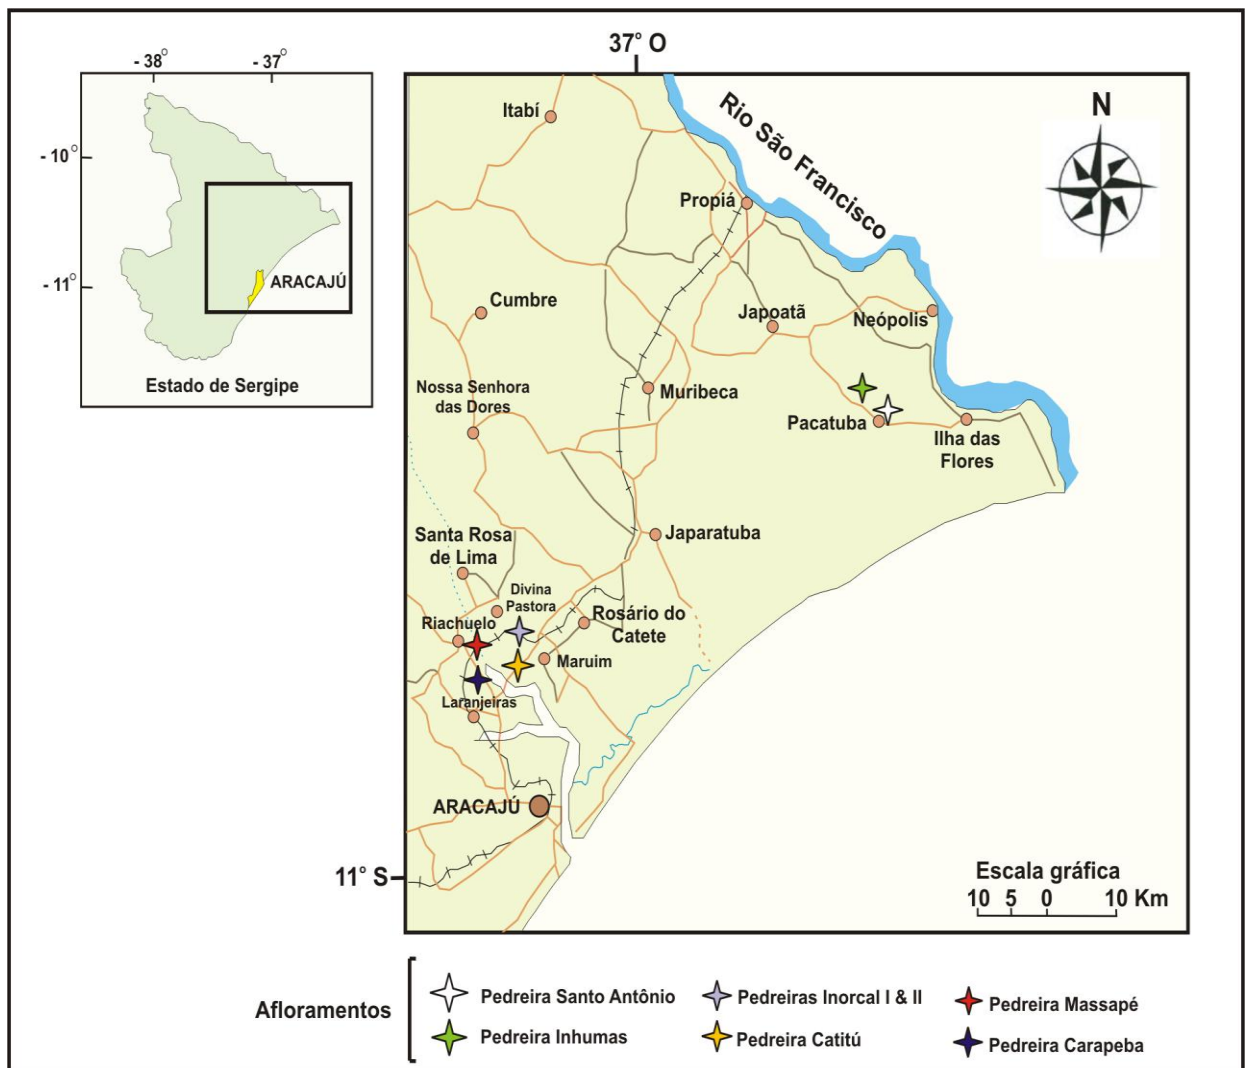 - 38°
- 37°
- 10°
- 11°
ARACAJÚ
Estado de Sergipe
37° O
11° S
N
Rio São Francisco
Itabí
Propiá
Cumbre
Japoatã
Neópolis
Nossa Senhora
das Dores
Muribeca
Pacatuba
Ilha das
Flores
Santa Rosa
de Lima
Japaratuba
Divina
Pastora
Riachuelo
Rosário do
Catete
Maruim
Laranjeiras
ARACAJÚ
Escala gráfica
10 5 0 10 Km
Afloramentos
Pedreira Santo Antônio
Pedreira Inhumas
Pedreiras Inorcal I & II
Pedreira Catitú
Pedreira Massapé
Pedreira Carapeba